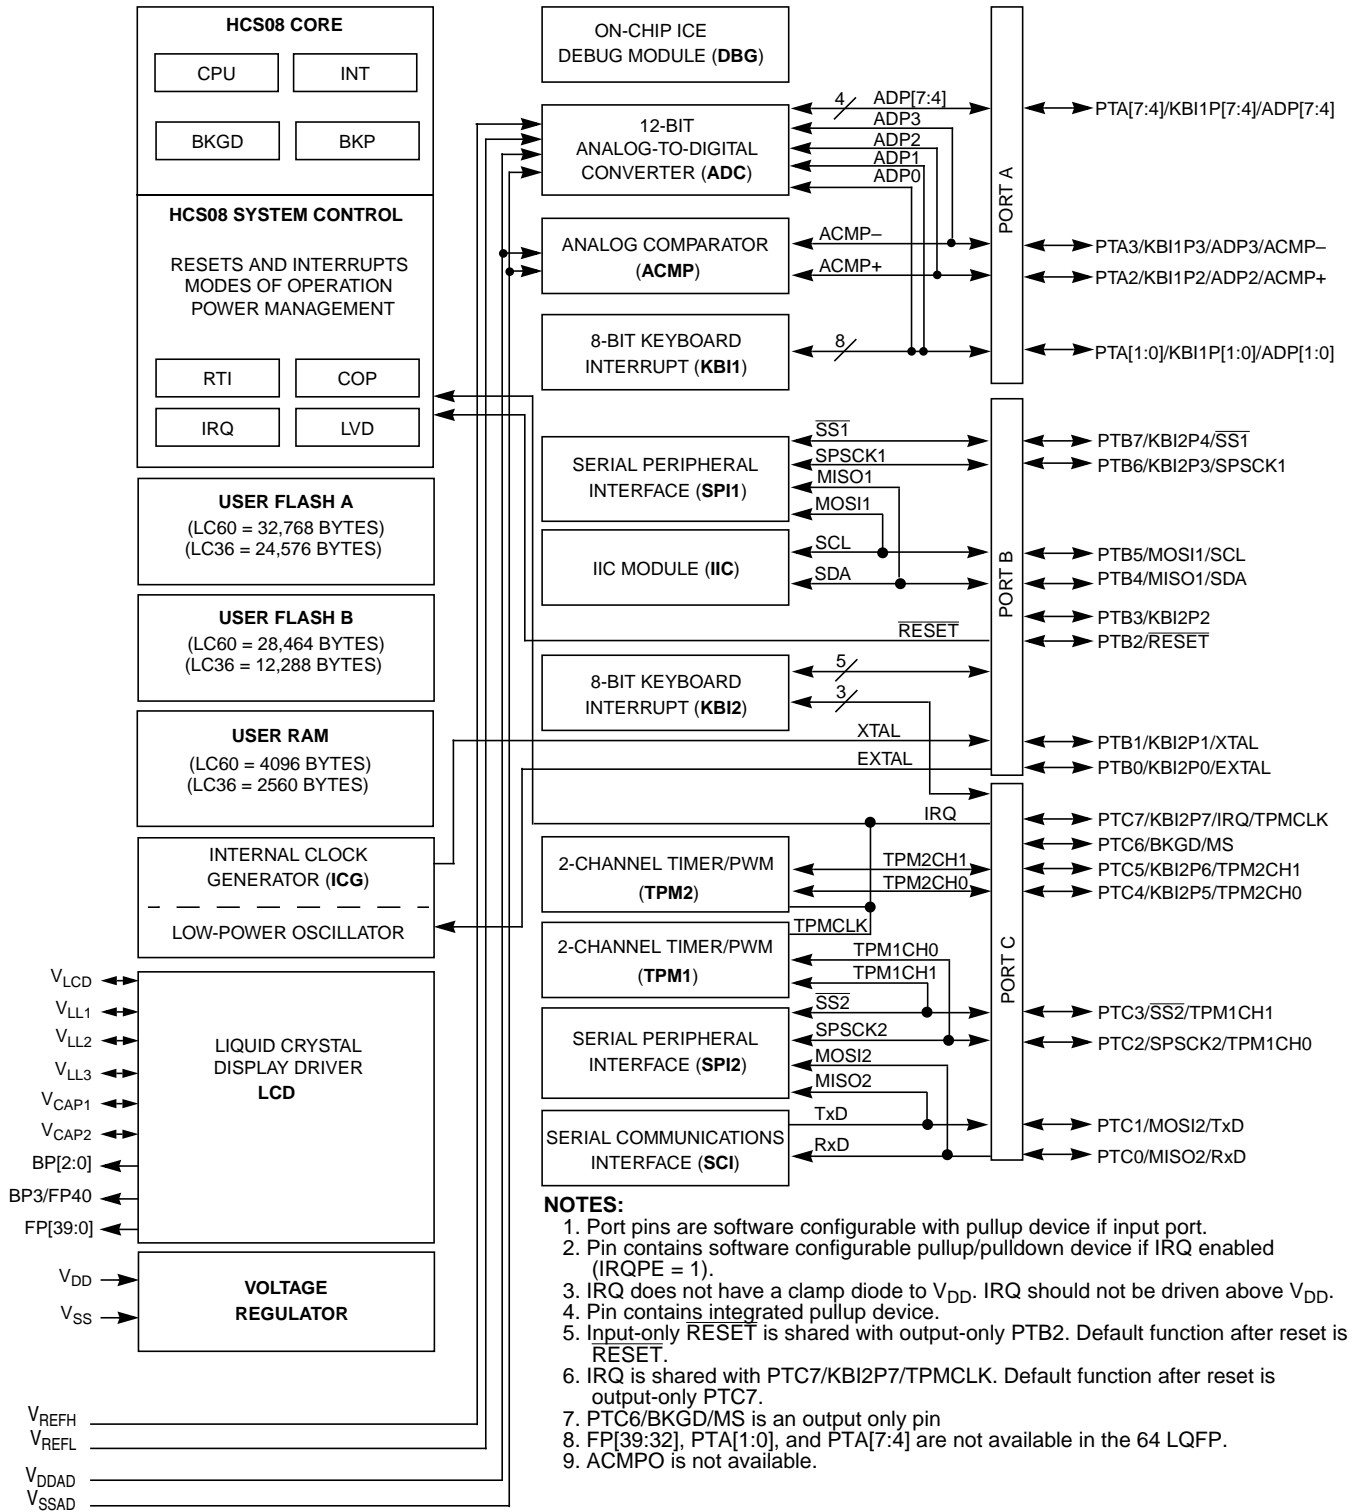 HCS08 CORE
CPU
INT
BKGD
BKP
HCS08 SYSTEM CONTROL
RESETS AND INTERRUPTS
MODES OF OPERATION
POWER MANAGEMENT
RTI
COP
IRQ
LVD
USER FLASH A
(LC60 = 32,768 BYTES)
(LC36 = 24,576 BYTES)
USER FLASH B
(LC60 = 28,464 BYTES)
(LC36 = 12,288 BYTES)
USER RAM
(LC60 = 4096 BYTES)
(LC36 = 2560 BYTES)
INTERNAL CLOCK
GENERATOR (ICG)
LOW-POWER OSCILLATOR
VLCD
VLL1
VLL2
VLL3
VCAP1
VCAP2
BP[2:0]
BP3/FP40
FP[39:0]
LIQUID CRYSTAL
DISPLAY DRIVER
LCD
VDD
VSS
VOLTAGE
REGULATOR
VREFH
VREFL
VDDAD
VSSAD
ON-CHIP ICE
DEBUG MODULE (DBG)
12-BIT
ANALOG-TO-DIGITAL
CONVERTER (ADC)
4
ADP[7:4]
ADP3
ADP2
ADP1
ADP0
ANALOG COMPARATOR
(ACMP)
ACMP–
ACMP+
8-BIT KEYBOARD
INTERRUPT (KBI1)
8
SERIAL PERIPHERAL
INTERFACE (SPI1)
SS1
SPSCK1
MISO1
MOSI1
IIC MODULE (IIC)
SCL
SDA
RESET
8-BIT KEYBOARD
INTERRUPT (KBI2)
5
3
XTAL
EXTAL
IRQ
2-CHANNEL TIMER/PWM
(TPM2)
TPM2CH1
TPM2CH0
TPMCLK
2-CHANNEL TIMER/PWM
(TPM1)
TPM1CH0
TPM1CH1
SERIAL PERIPHERAL
INTERFACE (SPI2)
SS2
SPSCK2
MOSI2
MISO2
SERIAL COMMUNICATIONS
INTERFACE (SCI)
TxD
RxD
PORT A
PTA[7:4]/KBI1P[7:4]/ADP[7:4]
PTA3/KBI1P3/ADP3/ACMP–
PTA2/KBI1P2/ADP2/ACMP+
PTA[1:0]/KBI1P[1:0]/ADP[1:0]
PORT B
PTB7/KBI2P4/SS1
PTB6/KBI2P3/SPSCK1
PTB5/MOSI1/SCL
PTB4/MISO1/SDA
PTB3/KBI2P2
PTB2/RESET
PTB1/KBI2P1/XTAL
PTB0/KBI2P0/EXTAL
PORT C
PTC7/KBI2P7/IRQ/TPMCLK
PTC6/BKGD/MS
PTC5/KBI2P6/TPM2CH1
PTC4/KBI2P5/TPM2CH0
PTC3/SS2/TPM1CH1
PTC2/SPSCK2/TPM1CH0
PTC1/MOSI2/TxD
PTC0/MISO2/RxD
NOTES:
1. Port pins are software configurable with pullup device if input port.
2. Pin contains software configurable pullup/pulldown device if IRQ enabled
(IRQPE = 1).
3. IRQ does not have a clamp diode to VDD. IRQ should not be driven above VDD.
4. Pin contains integrated pullup device.
5. Input-only RESET is shared with output-only PTB2. Default function after reset is
RESET.
6. IRQ is shared with PTC7/KBI2P7/TPMCLK. Default function after reset is
output-only PTC7.
7. PTC6/BKGD/MS is an output only pin
8. FP[39:32], PTA[1:0], and PTA[7:4] are not available in the 64 LQFP.
9. ACMPO is not available.